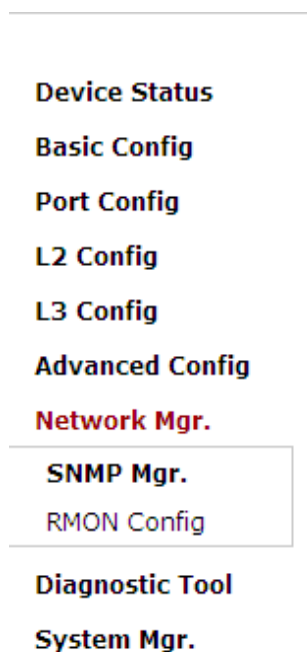 Device Status
Basic Config
Port Config
L2 Config
L3 Config
Advanced Config
Network Mgr.
SNMP Mgr.
RMON Config
Diagnostic Tool
System Mgr.